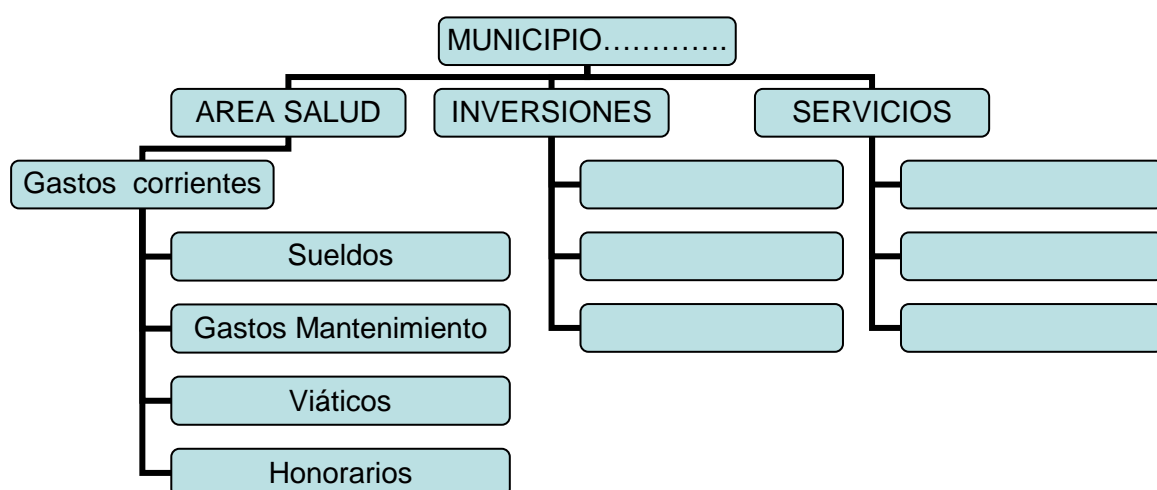 MUNICIPIO………….
AREA SALUD
INVERSIONES
SERVICIOS
Gastos corrientes
Sueldos
Gastos Mantenimiento
Viáticos
Honorarios